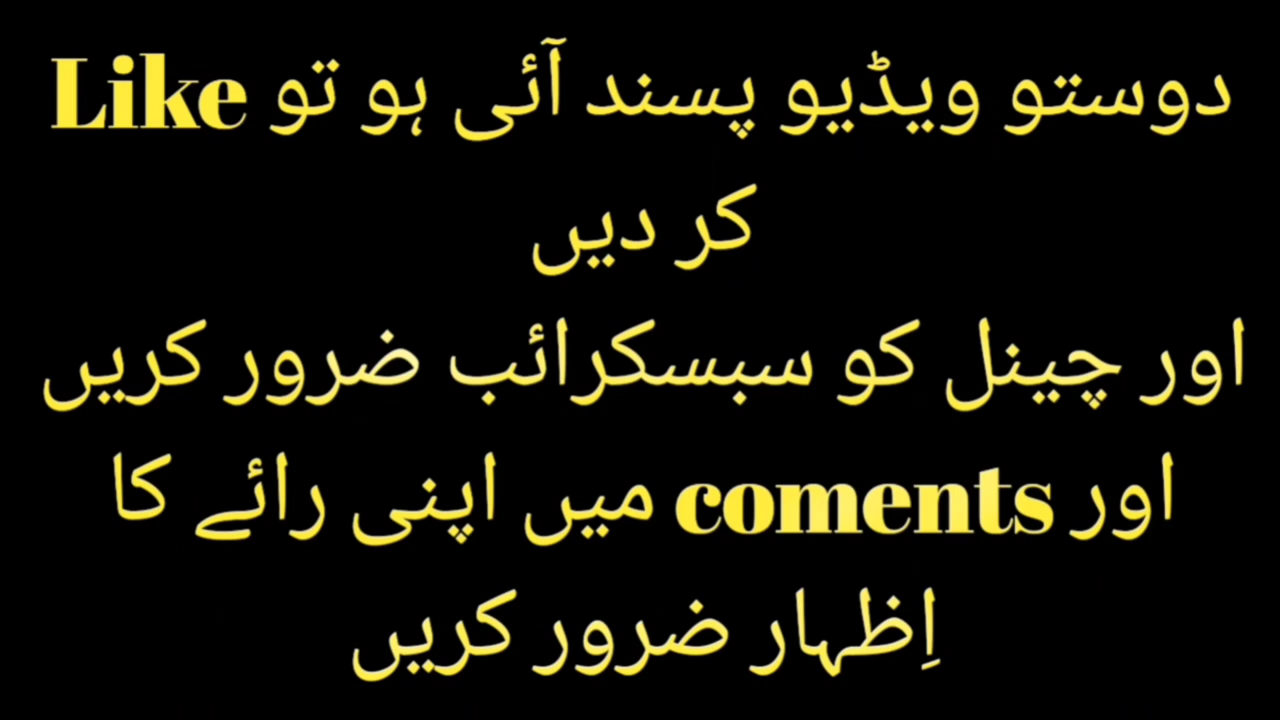 دوستو ویڈیو پسند آئی ہو تو Like
کر دیں
اور چینل کو سبسکرائب ضرور کریں
اور coments میں اپنی رائے کا
اِظہار ضرور کریں